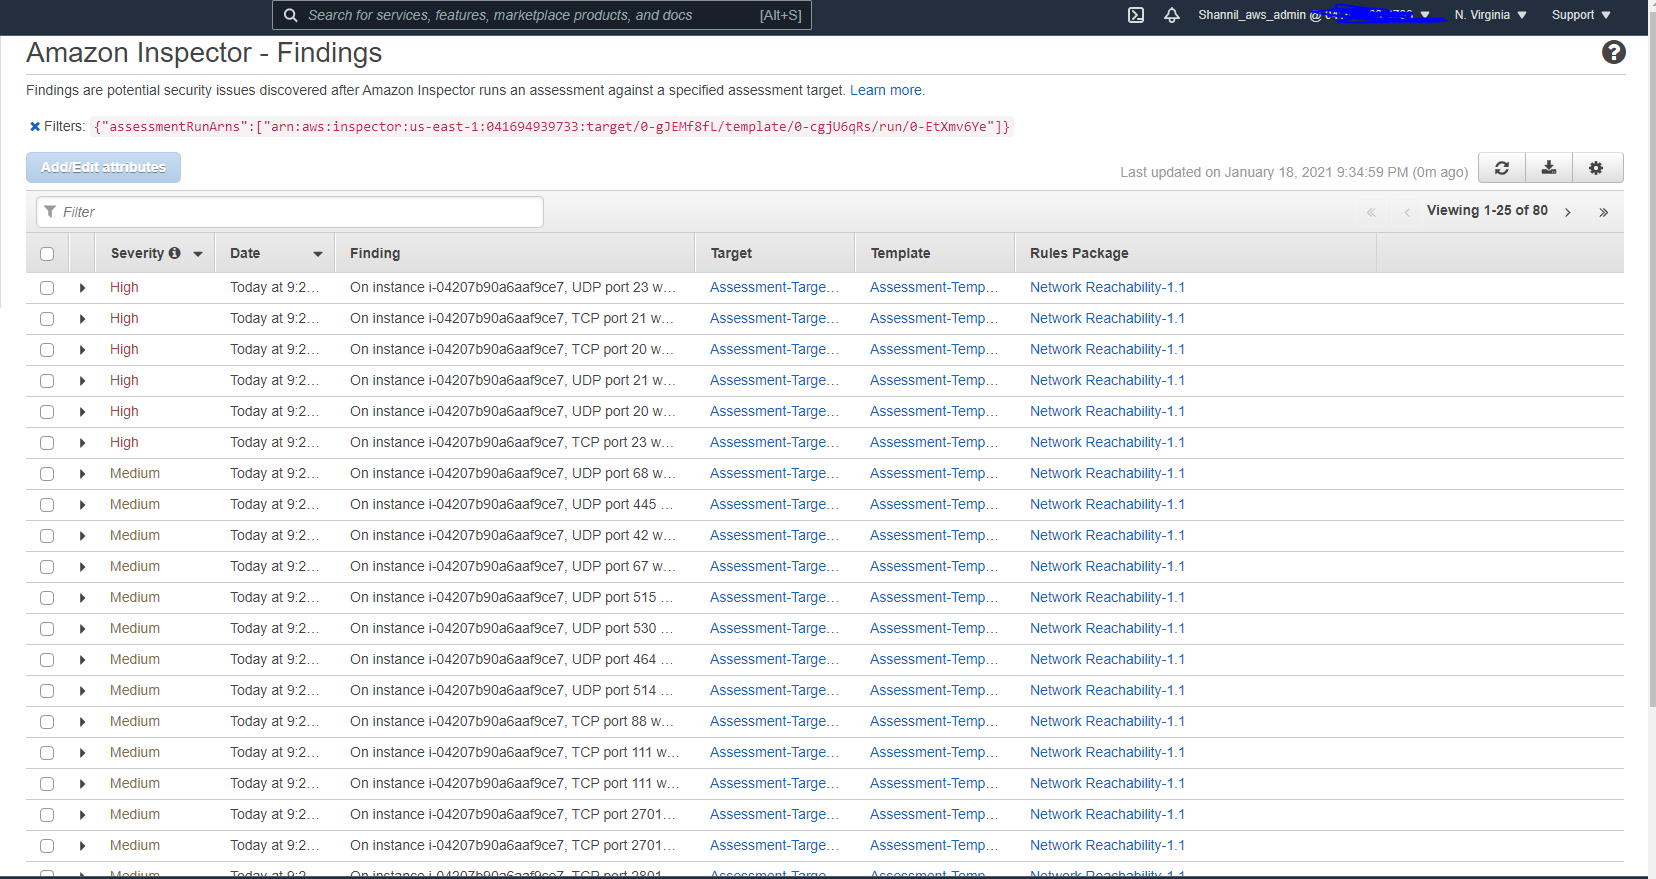 Search for services, features, marketplace products, and docs [Alt+S] Shannil_aws_admin @ N. Virginia Support
Amazon Inspector - Findings
Findings are potential security issues discovered after Amazon Inspector runs an assessment against a specified assessment target. Learn more.
Filters: {"assessmentRunArns":["arn:aws:inspector:us-east-1:041694939733:target/0-gJEMf8fL/template/0-cgjU6qRs/run/0-EtXmv6Ye"]}
Add/Edit attributes Last updated on January 18, 2021 9:34:59 PM (0m ago)
Filter « ‹ Viewing 1-25 of 80 › »
Severity Date Finding Target Template Rules Package
High Today at 9:2... On instance i-04207b90a6aaf9ce7, UDP port 23 w... Assessment-Targe... Assessment-Temp... Network Reachability-1.1
High Today at 9:2... On instance i-04207b90a6aaf9ce7, TCP port 21 w... Assessment-Targe... Assessment-Temp... Network Reachability-1.1
High Today at 9:2... On instance i-04207b90a6aaf9ce7, TCP port 20 w... Assessment-Targe... Assessment-Temp... Network Reachability-1.1
High Today at 9:2... On instance i-04207b90a6aaf9ce7, UDP port 21 w... Assessment-Targe... Assessment-Temp... Network Reachability-1.1
High Today at 9:2... On instance i-04207b90a6aaf9ce7, UDP port 20 w... Assessment-Targe... Assessment-Temp... Network Reachability-1.1
High Today at 9:2... On instance i-04207b90a6aaf9ce7, TCP port 23 w... Assessment-Targe... Assessment-Temp... Network Reachability-1.1
Medium Today at 9:2... On instance i-04207b90a6aaf9ce7, UDP port 68 w... Assessment-Targe... Assessment-Temp... Network Reachability-1.1
Medium Today at 9:2... On instance i-04207b90a6aaf9ce7, UDP port 445 ... Assessment-Targe... Assessment-Temp... Network Reachability-1.1
Medium Today at 9:2... On instance i-04207b90a6aaf9ce7, UDP port 42 w... Assessment-Targe... Assessment-Temp... Network Reachability-1.1
Medium Today at 9:2... On instance i-04207b90a6aaf9ce7, UDP port 67 w... Assessment-Targe... Assessment-Temp... Network Reachability-1.1
Medium Today at 9:2... On instance i-04207b90a6aaf9ce7, UDP port 515 ... Assessment-Targe... Assessment-Temp... Network Reachability-1.1
Medium Today at 9:2... On instance i-04207b90a6aaf9ce7, UDP port 530 ... Assessment-Targe... Assessment-Temp... Network Reachability-1.1
Medium Today at 9:2... On instance i-04207b90a6aaf9ce7, UDP port 464 ... Assessment-Targe... Assessment-Temp... Network Reachability-1.1
Medium Today at 9:2... On instance i-04207b90a6aaf9ce7, UDP port 514 ... Assessment-Targe... Assessment-Temp... Network Reachability-1.1
Medium Today at 9:2... On instance i-04207b90a6aaf9ce7, TCP port 88 w... Assessment-Targe... Assessment-Temp... Network Reachability-1.1
Medium Today at 9:2... On instance i-04207b90a6aaf9ce7, TCP port 111 w... Assessment-Targe... Assessment-Temp... Network Reachability-1.1
Medium Today at 9:2... On instance i-04207b90a6aaf9ce7, TCP port 111 w... Assessment-Targe... Assessment-Temp... Network Reachability-1.1
Medium Today at 9:2... On instance i-04207b90a6aaf9ce7, TCP port 2701... Assessment-Targe... Assessment-Temp... Network Reachability-1.1
Medium Today at 9:2... On instance i-04207b90a6aaf9ce7, TCP port 2701... Assessment-Targe... Assessment-Temp... Network Reachability-1.1